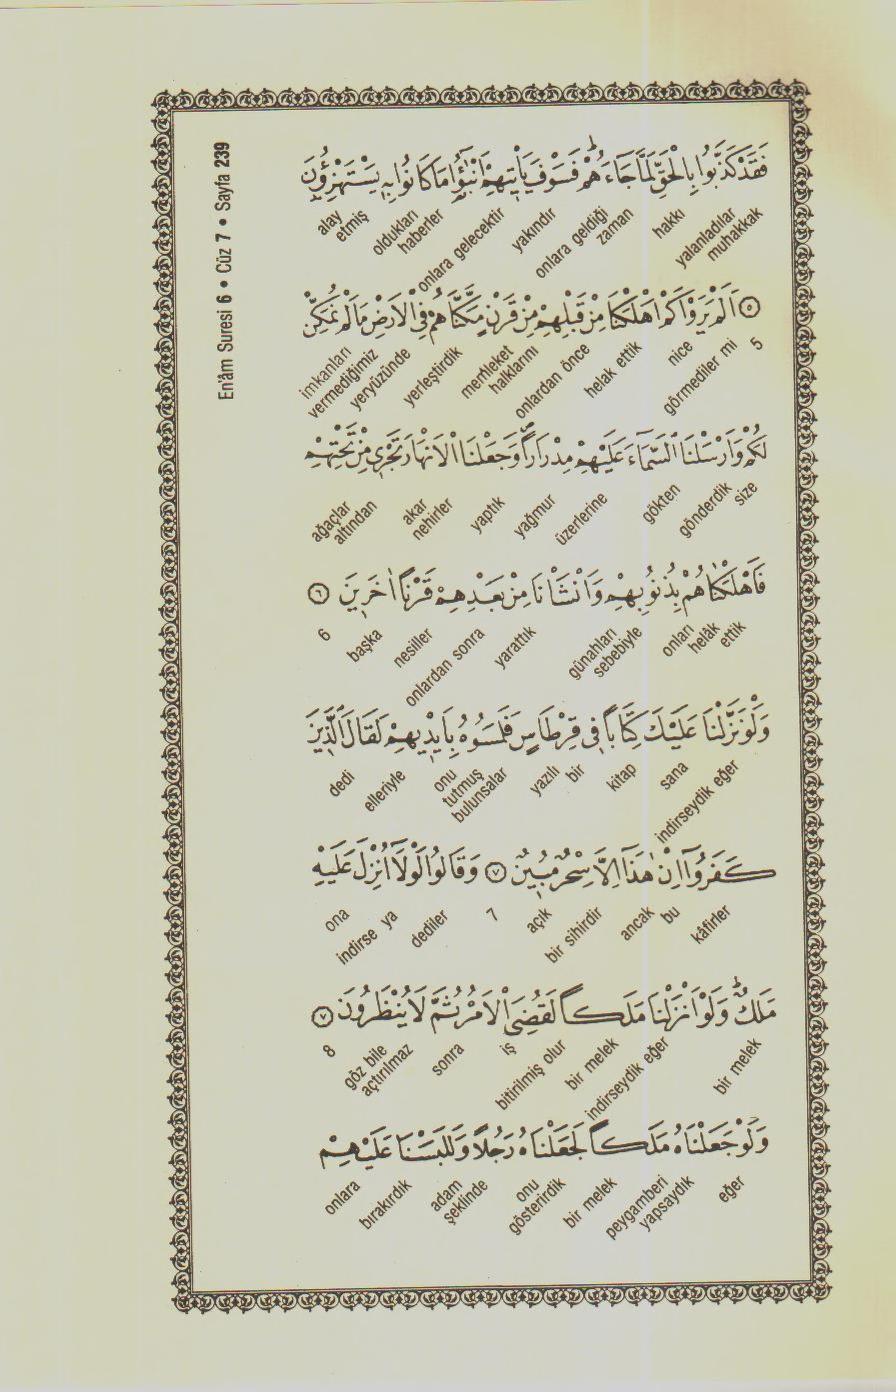 En'âm Suresi 6 • Cüz 7 • Sayfa 239
فَقَدْ كَذَّبُوا بِالْحَقِّ لَمَّا جَٓاءَهُمْۜ فَسَوْفَ يَأْت۪يهِمْ اَنْبٰٓؤُ۬ا مَا كَانُوا بِه۪ يَسْتَهْزِؤُ۫نَ
muhakkak yalanladılar hakkı zaman onlara geldiği yakındır onlara gelecektir haberler oldukları alay etmiş
۝٥ اَلَمْ يَرَوْا كَمْ اَهْلَكْنَا مِنْ قَبْلِهِمْ مِنْ قَرْنٍ مَكَّنَّاهُمْ فِي الْاَرْضِ مَا لَمْ نُمَكِّنْ
5 görmediler mi nice helak ettik onlardan önce memleket halklarını yerleştirdik yeryüzünde imkanları vermediğimiz
لَكُمْ وَاَرْسَلْنَا السَّمَٓاءَ عَلَيْهِمْ مِدْرَارًاۖ وَجَعَلْنَا الْاَنْهَارَ تَجْر۪ي مِنْ تَحْتِهِمْ
size gönderdik gökten üzerlerine yağmur yaptık akar nehirler ağaçlar altından
فَاَهْلَكْنَاهُمْ بِذُنُوبِهِمْ وَاَنْشَأْنَا مِنْ بَعْدِهِمْ قَرْنًا اٰخَر۪ينَ ۝٦
helâk ettik onları günahları sebebiyle yarattık onlardan sonra nesiller başka 6
وَلَوْ نَزَّلْنَا عَلَيْكَ كِتَابًا ف۪ي قِرْطَاسٍ فَلَمَسُوهُ بِاَيْد۪يهِمْ لَقَالَ الَّذ۪ينَ
indirseydik eğer sana kitap bir yazılı onu tutmuş bulunsalar elleriyle dedi
كَفَرُٓوا اِنْ هٰذَٓا اِلَّا سِحْرٌ مُب۪ينٌ ۝٧ وَقَالُوا لَوْلَٓا اُنْزِلَ عَلَيْهِ
kâfirler bu ancak bir sihirdir açık 7 dediler indirse ya ona
مَلَكٌۜ وَلَوْ اَنْزَلْنَا مَلَكًا لَقُضِيَ الْاَمْرُ ثُمَّ لَا يُنْظَرُونَ ۝٧
bir melek indirseydik eğer bir melek bitirilmiş olur iş sonra göz bile açtırılmaz 8
وَلَوْ جَعَلْنَاهُ مَلَكًا لَجَعَلْنَاهُ رَجُلًا وَلَلَبَسْنَا عَلَيْهِمْ
eğer peygamberi yapsaydık bir melek onu gösterirdik adam şeklinde bırakırdık onlara